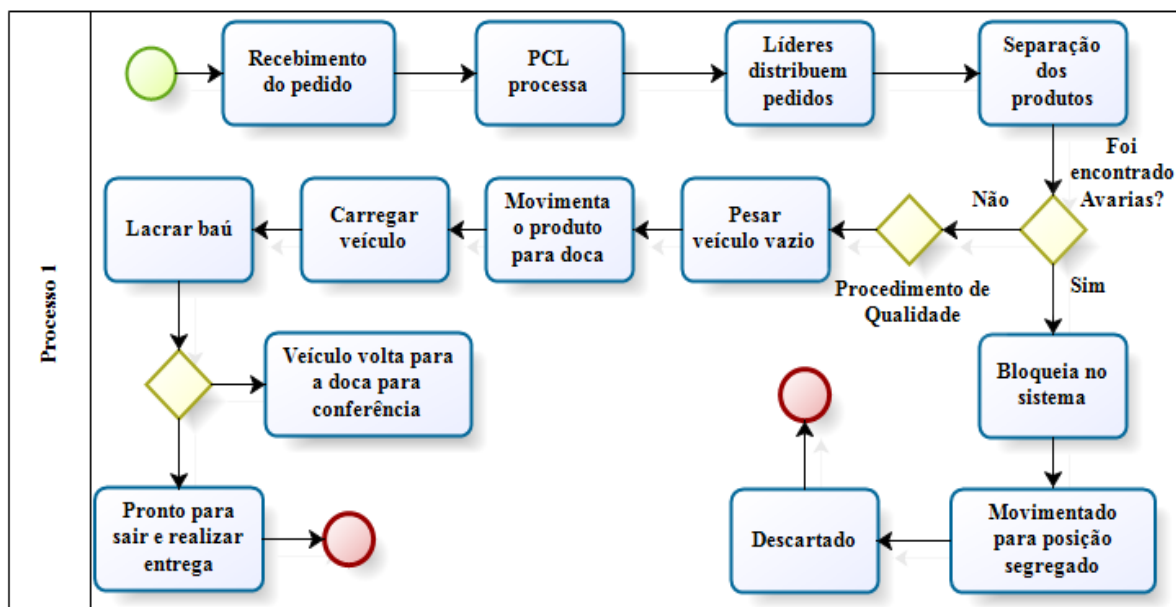 Processo 1
Recebimento
do pedido
PCL
processa
Líderes
distribuem
pedidos
Separação
dos
produtos
Foi
encontrado
Avarias?
Não
Sim
Procedimento de
Qualidade
Pesar
veículo vazio
Movimenta
o produto
para doca
Carregar
veículo
Lacrar baú
Veículo volta para
a doca para
conferência
Pronto para
sair e realizar
entrega
Bloqueia no
sistema
Movimentado
para posição
segregado
Descartado